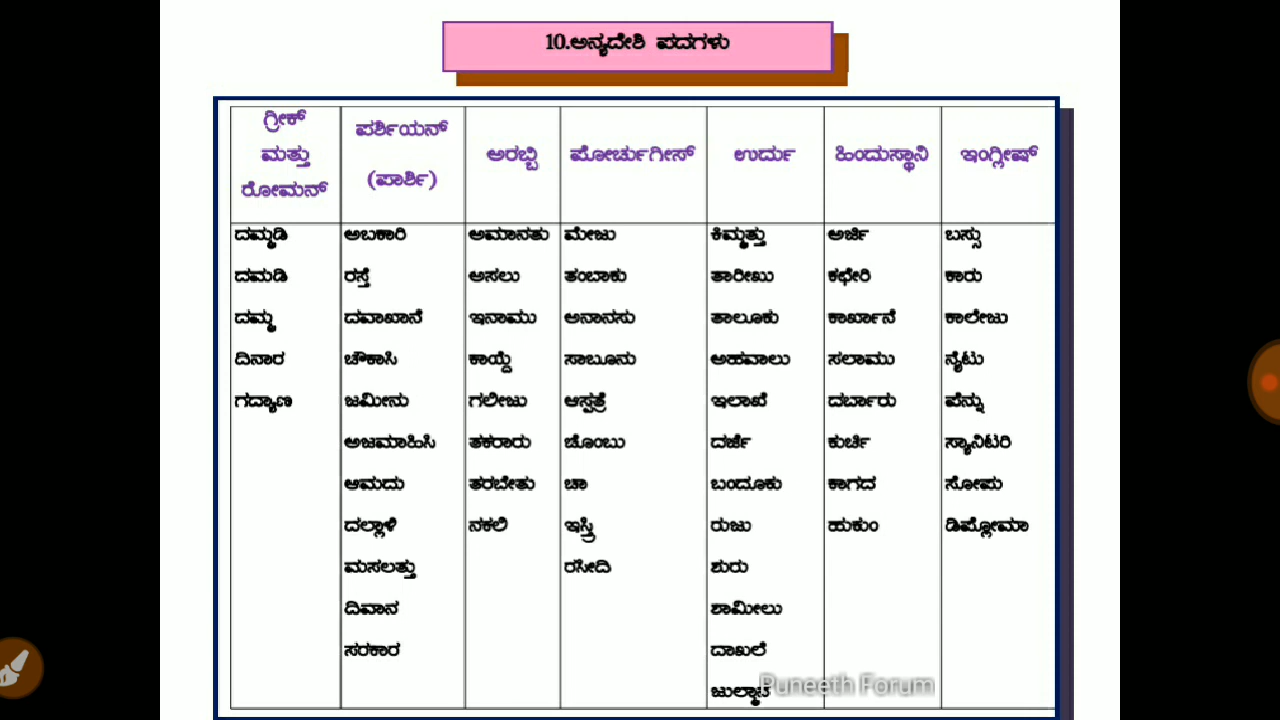 10.ಅನ್ಯದೇಶಿ ಪದಗಳು
ಗ್ರೀಕ್ ಮತ್ತು ರೋಮನ್ ಪರ್ಶಿಯನ್ (ಪಾರ್ಶಿ) ಅರಬ್ಬಿ ಪೋರ್ಚುಗೀಸ್ ಉರ್ದು ಹಿಂದುಸ್ಥಾನಿ ಇಂಗ್ಲೀಷ್
ದಮ್ಮಡಿ ಅಬಕಾರಿ ಅಮಾನತು ಮೇಜು ಕಿಮ್ಮತ್ತು ಅರ್ಜಿ ಬಸ್ಸು
ದಮಡಿ ರಸ್ತೆ ಅಸಲು ತಂಬಾಕು ತಾರೀಖು ಕಛೇರಿ ಕಾರು
ದಮ್ಮ ದವಾಖಾನೆ ಇನಾಮು ಅನಾನಸು ತಾಲೂಕು ಕಾರ್ಖಾನೆ ಕಾಲೇಜು
ದಿನಾರ ಚೌಕಾಸಿ ಕಾಯ್ದೆ ಸಾಬೂನು ಅಹವಾಲು ಸಲಾಮು ನೈಟು
ಗದ್ಯಾಣ ಜಮೀನು ಗಲೀಜು ಆಸ್ಪತ್ರೆ ಇಲಾಖೆ ದರ್ಬಾರು ಪೆನ್ನು
ಅಜಮಾಹಿಸಿ ತಕರಾರು ಚೊಂಬು ದರ್ಜೆ ಕುರ್ಚಿ ಸ್ಯಾನಿಟರಿ
ಆಮದು ತರಬೇತು ಚಾ ಬಂದೂಕು ಕಾಗದ ಸೋಪು
ದಲ್ಲಾಳಿ ನಕಲಿ ಇಸ್ತ್ರಿ ರುಜು ಹುಕುಂ ಡಿಪ್ಲೋಮಾ
ಮಸಲತ್ತು ರಸೀದಿ ಶುರು
ದಿವಾನ ಶಾಮೀಲು
ಸರಕಾರ ದಾಖಲೆ
Puneeth Forum